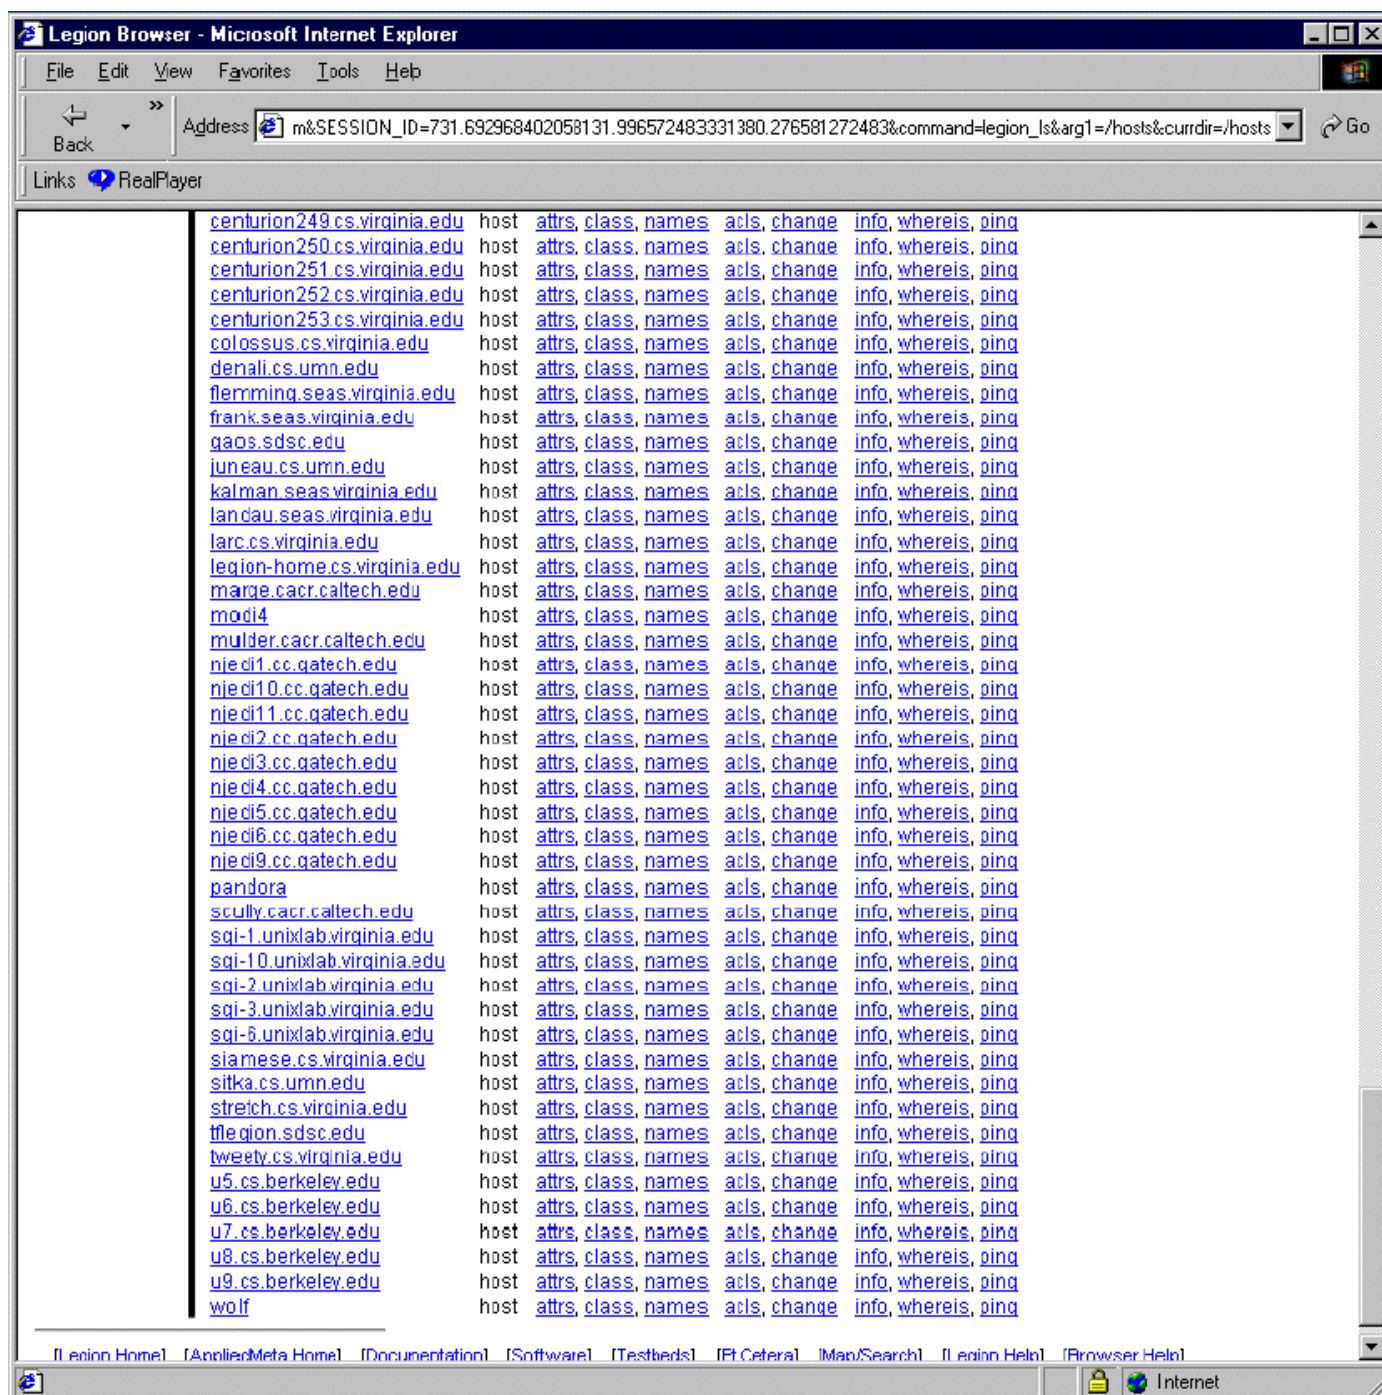 Legion Browser - Microsoft Internet Explorer
File Edit View Favorites Tools Help
Back » Address m&SESSION_ID=731.692968402058131.996572483331380.276581272483&command=legion_ls&arg1=/hosts&currdir=/hosts Go
Links RealPlayer
centurion249.cs.virginia.edu host attrs, class, names acls, change info, whereis, ping
centurion250.cs.virginia.edu host attrs, class, names acls, change info, whereis, ping
centurion251.cs.virginia.edu host attrs, class, names acls, change info, whereis, ping
centurion252.cs.virginia.edu host attrs, class, names acls, change info, whereis, ping
centurion253.cs.virginia.edu host attrs, class, names acls, change info, whereis, ping
colossus.cs.virginia.edu host attrs, class, names acls, change info, whereis, ping
denali.cs.umn.edu host attrs, class, names acls, change info, whereis, ping
flemming.seas.virginia.edu host attrs, class, names acls, change info, whereis, ping
frank.seas.virginia.edu host attrs, class, names acls, change info, whereis, ping
gaos.sdsc.edu host attrs, class, names acls, change info, whereis, ping
juneau.cs.umn.edu host attrs, class, names acls, change info, whereis, ping
kalman.seas.virginia.edu host attrs, class, names acls, change info, whereis, ping
landau.seas.virginia.edu host attrs, class, names acls, change info, whereis, ping
larc.cs.virginia.edu host attrs, class, names acls, change info, whereis, ping
legion-home.cs.virginia.edu host attrs, class, names acls, change info, whereis, ping
marge.cacr.caltech.edu host attrs, class, names acls, change info, whereis, ping
modi4 host attrs, class, names acls, change info, whereis, ping
mulder.cacr.caltech.edu host attrs, class, names acls, change info, whereis, ping
njedi1.cc.gatech.edu host attrs, class, names acls, change info, whereis, ping
njedi10.cc.gatech.edu host attrs, class, names acls, change info, whereis, ping
njedi11.cc.gatech.edu host attrs, class, names acls, change info, whereis, ping
njedi2.cc.gatech.edu host attrs, class, names acls, change info, whereis, ping
njedi3.cc.gatech.edu host attrs, class, names acls, change info, whereis, ping
njedi4.cc.gatech.edu host attrs, class, names acls, change info, whereis, ping
njedi5.cc.gatech.edu host attrs, class, names acls, change info, whereis, ping
njedi6.cc.gatech.edu host attrs, class, names acls, change info, whereis, ping
njedi9.cc.gatech.edu host attrs, class, names acls, change info, whereis, ping
pandora host attrs, class, names acls, change info, whereis, ping
scully.cacr.caltech.edu host attrs, class, names acls, change info, whereis, ping
sgi-1.unixlab.virginia.edu host attrs, class, names acls, change info, whereis, ping
sgi-10.unixlab.virginia.edu host attrs, class, names acls, change info, whereis, ping
sgi-2.unixlab.virginia.edu host attrs, class, names acls, change info, whereis, ping
sgi-3.unixlab.virginia.edu host attrs, class, names acls, change info, whereis, ping
sgi-6.unixlab.virginia.edu host attrs, class, names acls, change info, whereis, ping
siamese.cs.virginia.edu host attrs, class, names acls, change info, whereis, ping
sitka.cs.umn.edu host attrs, class, names acls, change info, whereis, ping
stretch.cs.virginia.edu host attrs, class, names acls, change info, whereis, ping
tflegion.sdsc.edu host attrs, class, names acls, change info, whereis, ping
tweety.cs.virginia.edu host attrs, class, names acls, change info, whereis, ping
u5.cs.berkeley.edu host attrs, class, names acls, change info, whereis, ping
u6.cs.berkeley.edu host attrs, class, names acls, change info, whereis, ping
u7.cs.berkeley.edu host attrs, class, names acls, change info, whereis, ping
u8.cs.berkeley.edu host attrs, class, names acls, change info, whereis, ping
u9.cs.berkeley.edu host attrs, class, names acls, change info, whereis, ping
wolf host attrs, class, names acls, change info, whereis, ping
[Legion Home] [AppliedMeta Home] [Documentation] [Software] [Testbeds] [Et Cetera] [Map/Search] [Legion Help] [Browser Help]
Internet